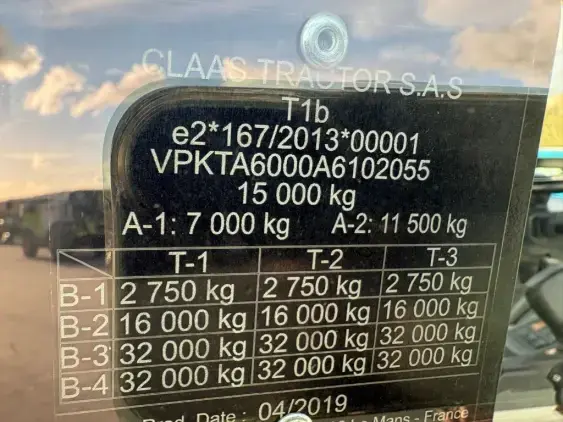 CLAAS TRACTOR S.A.S
T1b
e2*167/2013*00001
VPKTA6000A6102055
15 000 kg
A-1: 7 000 kg A-2: 11 500 kg
T-1 T-2 T-3
B-1 2 750 kg 2 750 kg 2 750 kg
B-2 16 000 kg 16 000 kg 16 000 kg
B-3 32 000 kg 32 000 kg 32 000 kg
B-4 32 000 kg 32 000 kg 32 000 kg
Prod. Date : 04/2019
Le Mans - France